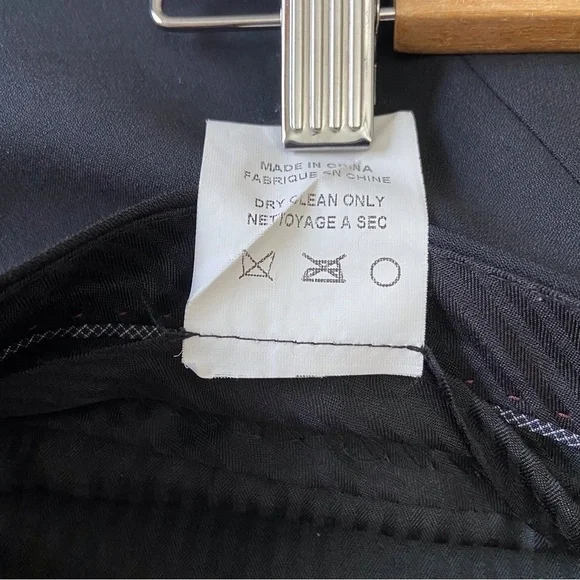 MADE IN CHINA
FABRIQUE EN CHINE
DRY CLEAN ONLY
NETTOYAGE A SEC